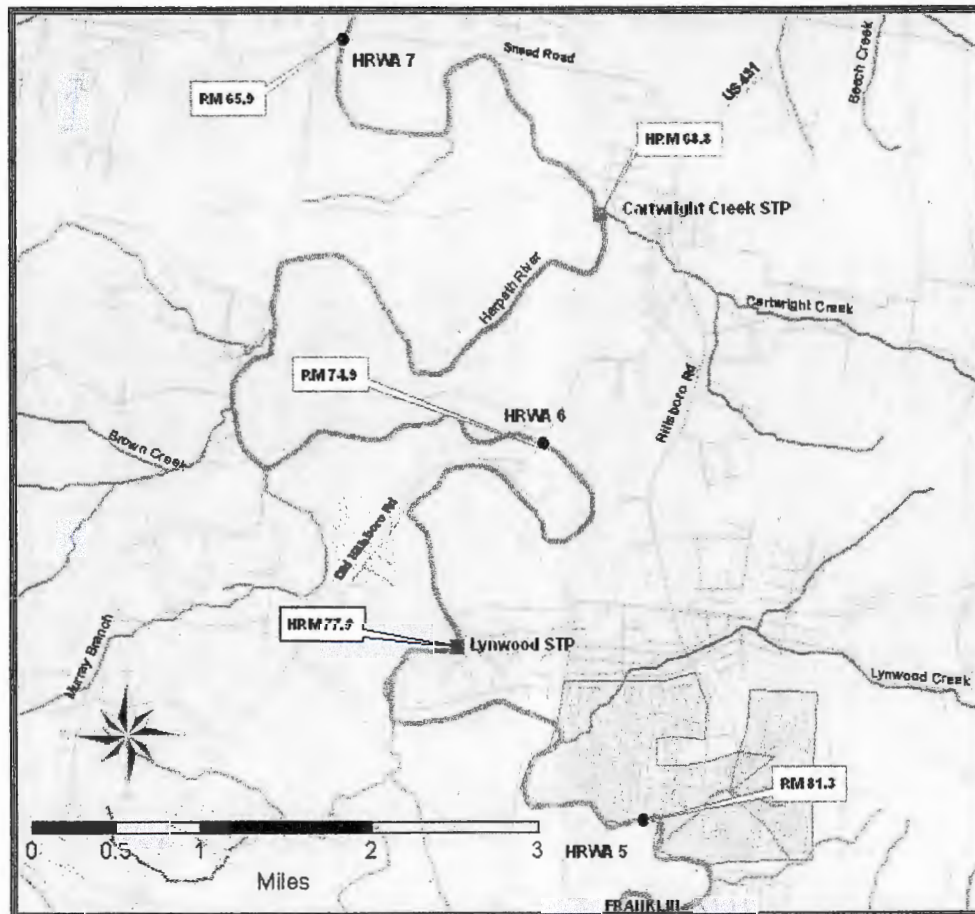 HRWA 7
Snead Road
US-431
Beech Creek
RM 65.9
HRM 68.8
Cartwright Creek STP
Harpath River
Cartwright Creek
RM 74.9
HRWA 6
Hillsboro Rd
Brown Creek
Old Hillsboro Rd
HRM 77.9
Lynwood STP
Murray Branch
Lynwood Creek
RM 81.3
0 0.5 1 2 3
HRWA 5
Miles
FRANKLIN